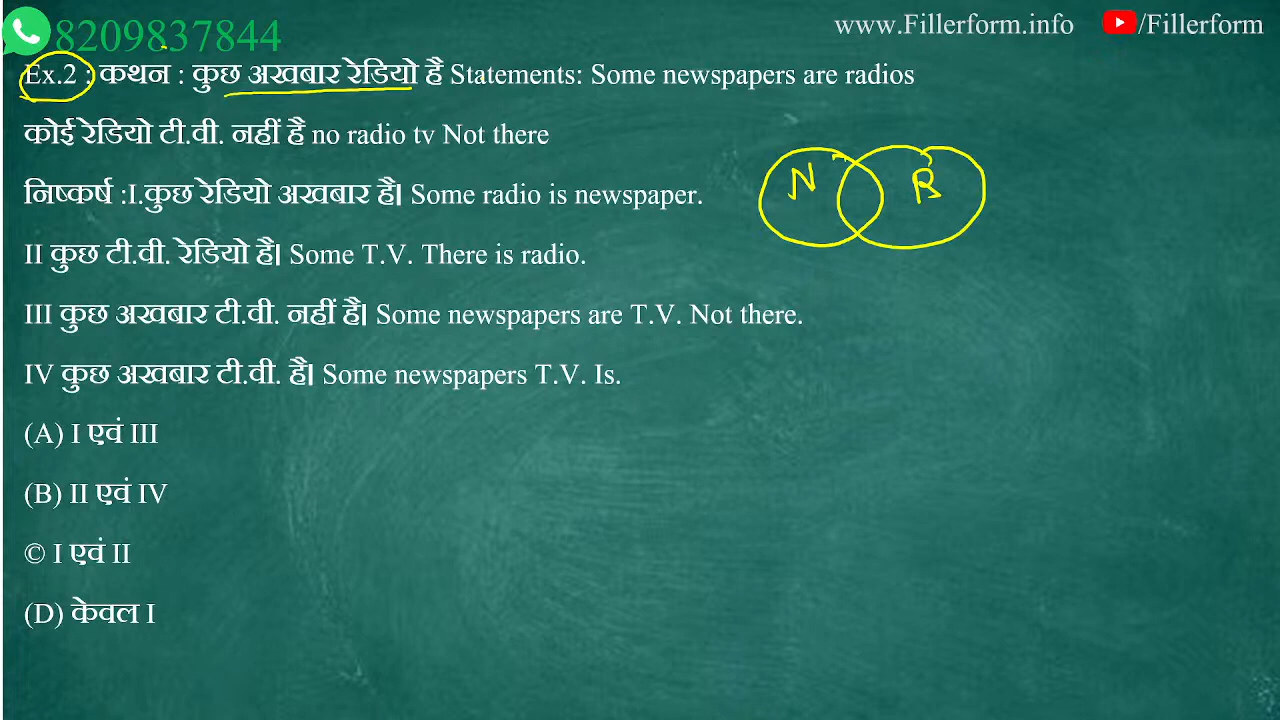 8209837844
www.Fillerform.info /Fillerform
Ex.2 : कथन : कुछ अखबार रेडियो है Statements: Some newspapers are radios
कोई रेडियो टी.वी. नहीं है no radio tv Not there
निष्कर्ष :I.कुछ रेडियो अखबार है। Some radio is newspaper.
N R
II कुछ टी.वी. रेडियो है। Some T.V. There is radio.
III कुछ अखबार टी.वी. नहीं है। Some newspapers are T.V. Not there.
IV कुछ अखबार टी.वी. है। Some newspapers T.V. Is.
(A) I एवं III
(B) II एवं IV
© I एवं II
(D) केवल I